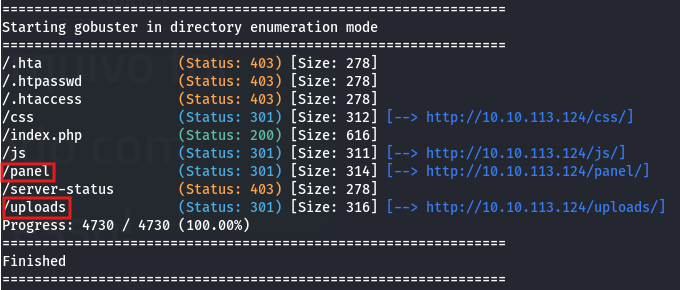 ===============================================================
Starting gobuster in directory enumeration mode
===============================================================
/.hta (Status: 403) [Size: 278]
/.htpasswd (Status: 403) [Size: 278]
/.htaccess (Status: 403) [Size: 278]
/css (Status: 301) [Size: 312] [--> http://10.10.113.124/css/]
/index.php (Status: 200) [Size: 616]
/js (Status: 301) [Size: 311] [--> http://10.10.113.124/js/]
/panel (Status: 301) [Size: 314] [--> http://10.10.113.124/panel/]
/server-status (Status: 403) [Size: 278]
/uploads (Status: 301) [Size: 316] [--> http://10.10.113.124/uploads/]
Progress: 4730 / 4730 (100.00%)
===============================================================
Finished
===============================================================